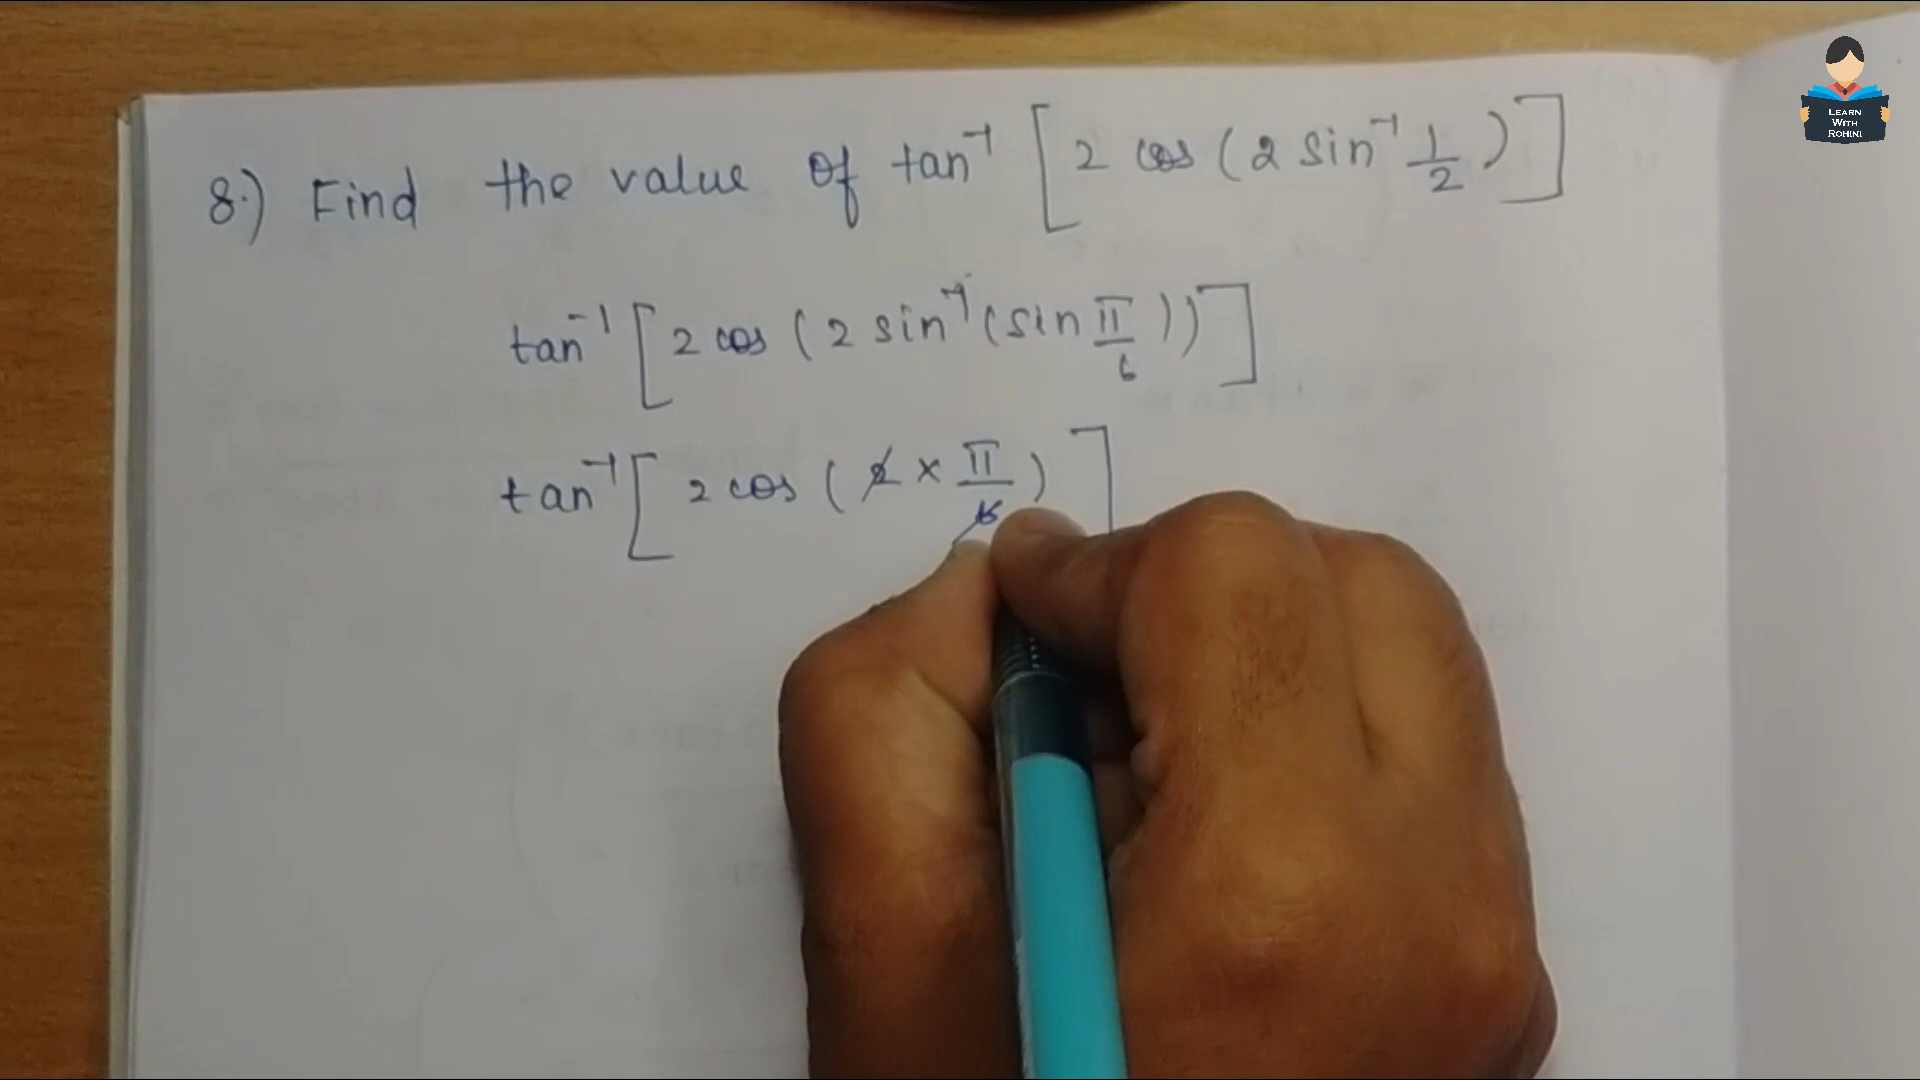 LEARN
WITH
ROHINI
8.) Find the value of tan⁻¹ [2 cos (2 sin⁻¹ 1/2)]
tan⁻¹ [2 cos (2 sin⁻¹ (sin π/6))]
tan⁻¹ [2 cos (2 × π/6)]